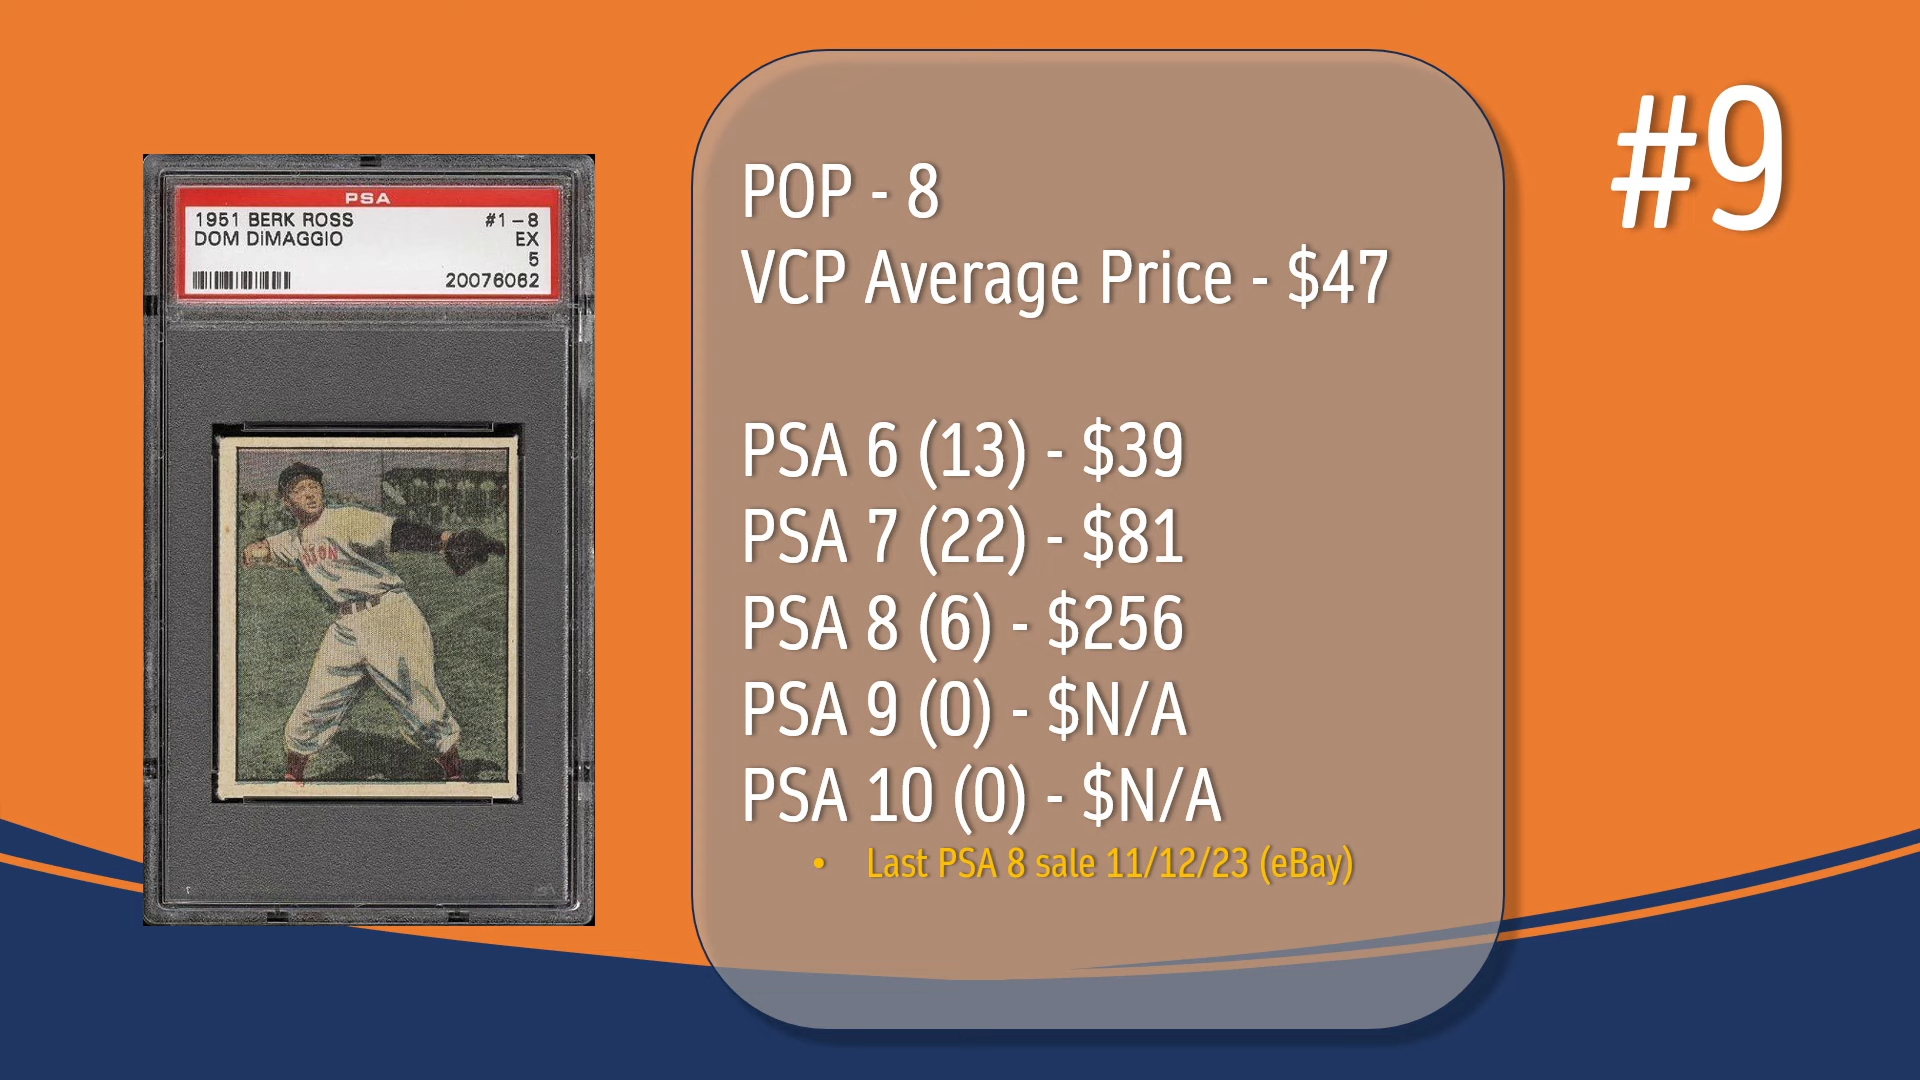 PSA
1951 BERK ROSS #1-8
DOM DiMAGGIO EX
5
20076062
POP - 8
VCP Average Price - $47
PSA 6 (13) - $39
PSA 7 (22) - $81
PSA 8 (6) - $256
PSA 9 (0) - $N/A
PSA 10 (0) - $N/A
• Last PSA 8 sale 11/12/23 (eBay)
#9